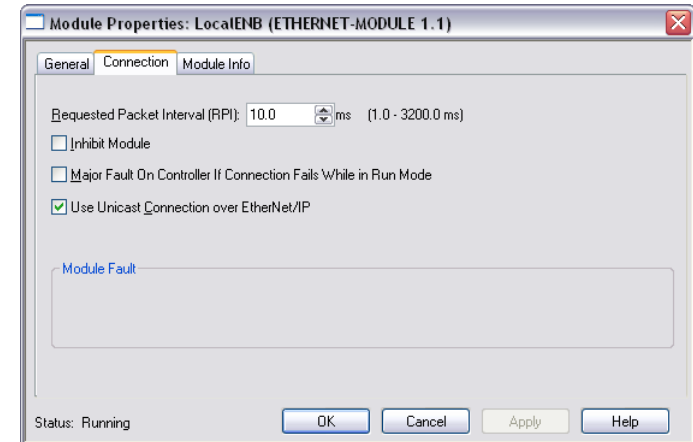 Module Properties: LocalENB (ETHERNET-MODULE 1.1)
General Connection Module Info
Requested Packet Interval (RPI): 10.0 ms (1.0 - 3200.0 ms)
Inhibit Module
Major Fault On Controller If Connection Fails While in Run Mode
Use Unicast Connection over EtherNet/IP
Module Fault
Status: Running OK Cancel Apply Help